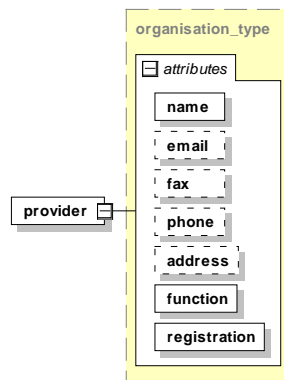 organisation_type
attributes
name
email
fax
phone
provider
address
function
registration